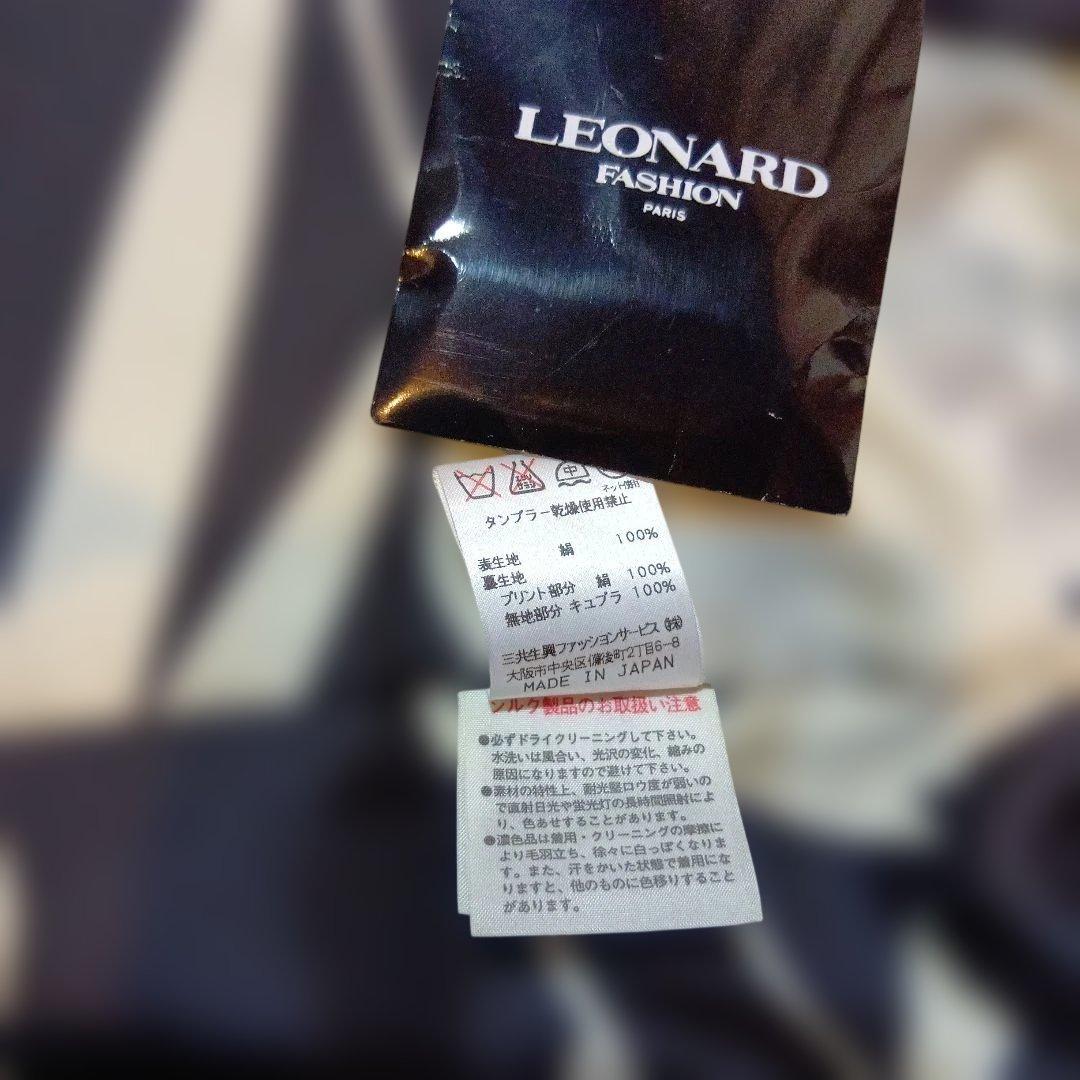 LEONARD
FASHION
PARIS
中
ネット使用
タンブラー乾燥使用禁止
表生地 絹 100%
裏生地
プリント部分 絹 100%
無地部分 キュプラ 100%
三共生興ファッションサービス(株)
大阪市中央区備後町2丁目6-8
MADE IN JAPAN
シルク製品のお取扱い注意
●必ずドライクリーニングして下さい。
水洗いは風合い、光沢の変化、縮みの
原因になりますので避けて下さい。
●素材の特性上、耐光堅ロウ度が弱いの
で直射日光や蛍光灯の長時間照射によ
り、色あせすることがあります。
●濃色品は着用・クリーニングの摩擦に
より毛羽立ち、徐々に白っぽくなりま
す。また、汗をかいた状態で着用にな
りますと、他のものに色移りすること
があります。